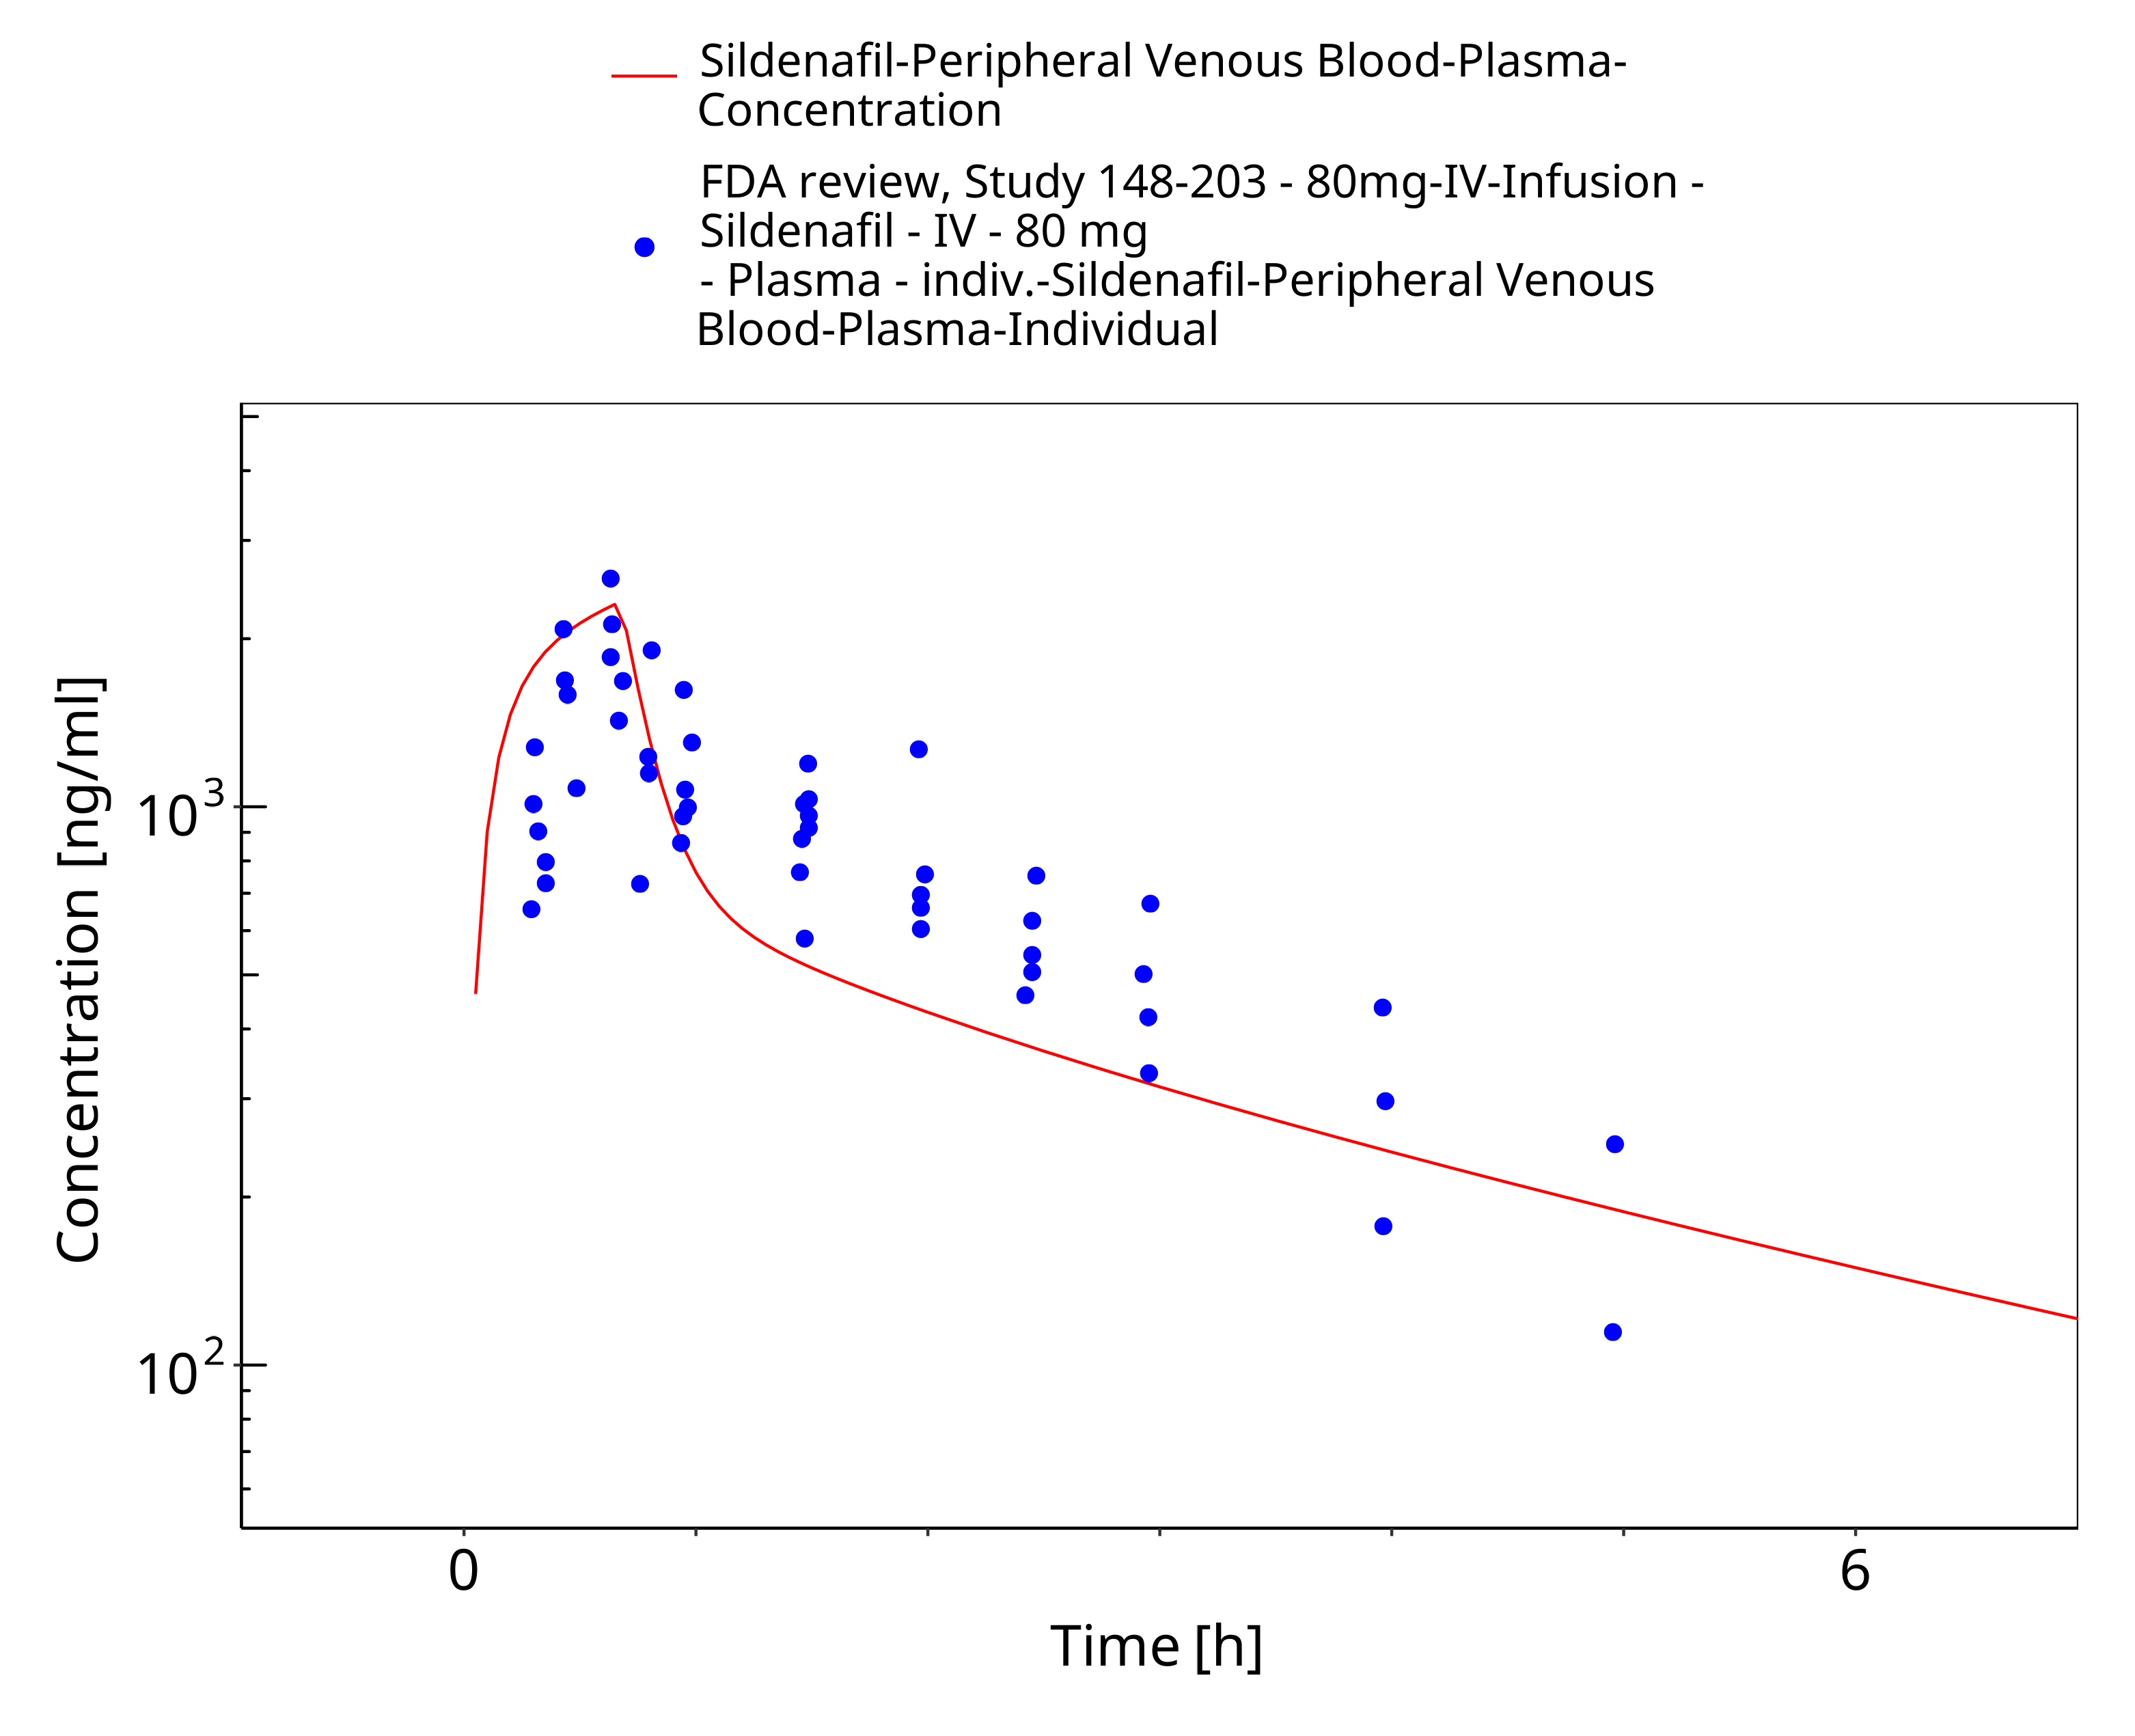 Sildenafil-Peripheral Venous Blood-Plasma-
Concentration
FDA review, Study 148-203 - 80mg-IV-Infusion -
Sildenafil - IV - 80 mg
- Plasma - indiv.-Sildenafil-Peripheral Venous
Blood-Plasma-Individual
Concentration [ng/ml]
10³
10²
0
6
Time [h]